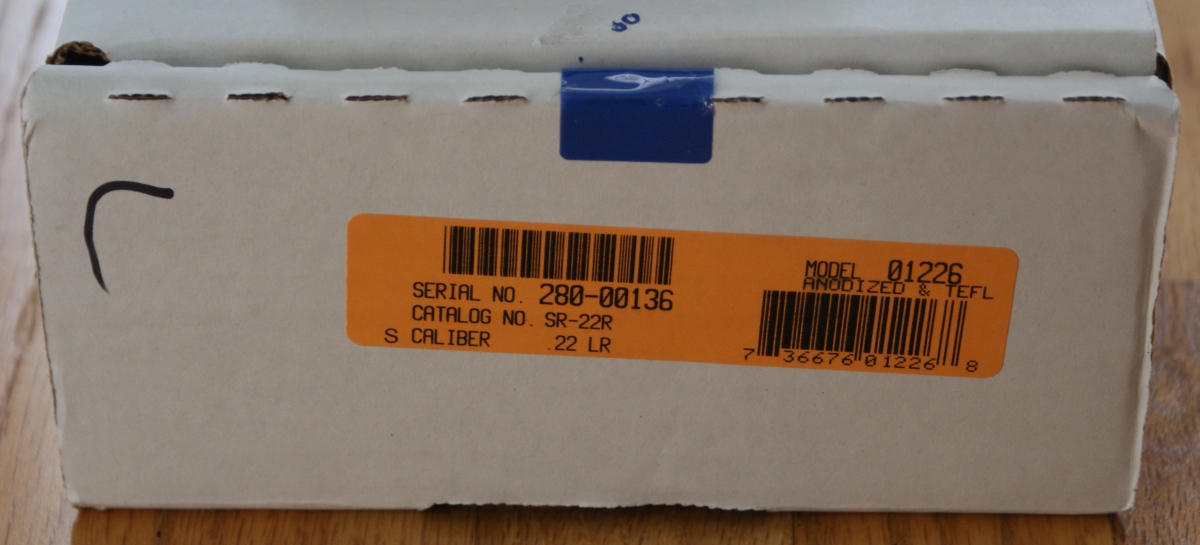 SERIAL NO. 280-00136
CATALOG NO. SR-22R
S CALIBER .22 LR
MODEL 01226
ANODIZED & TEFL
7 36676 01226 8